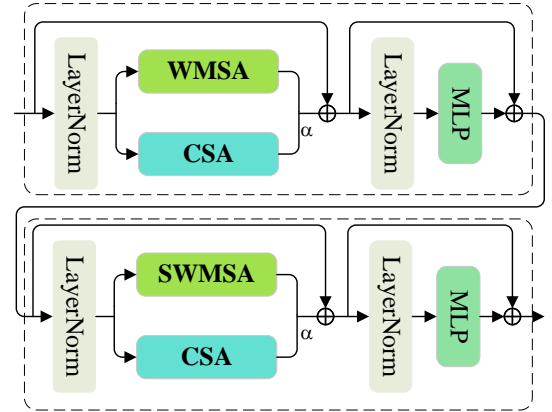 LayerNorm
WMSA
CSA
α
LayerNorm
MLP
LayerNorm
SWMSA
CSA
α
LayerNorm
MLP